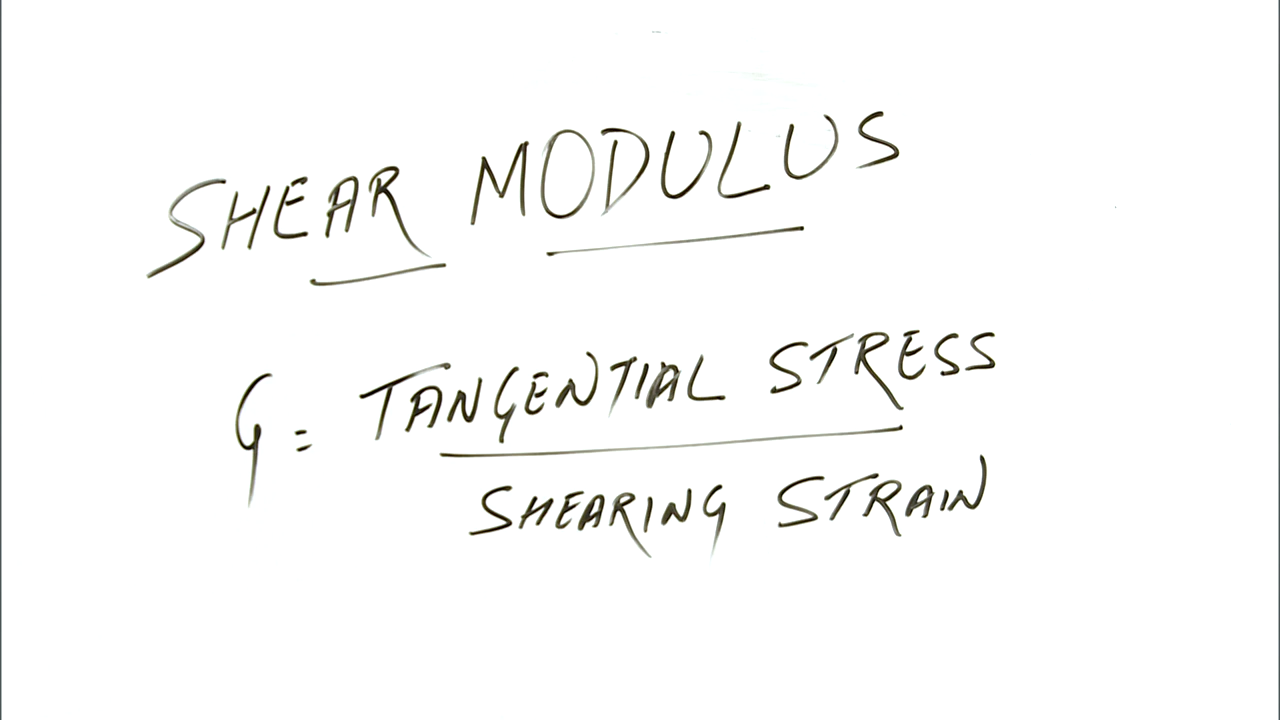 SHEAR MODULUS
G = TANGENTIAL STRESS
SHEARING STRAIN